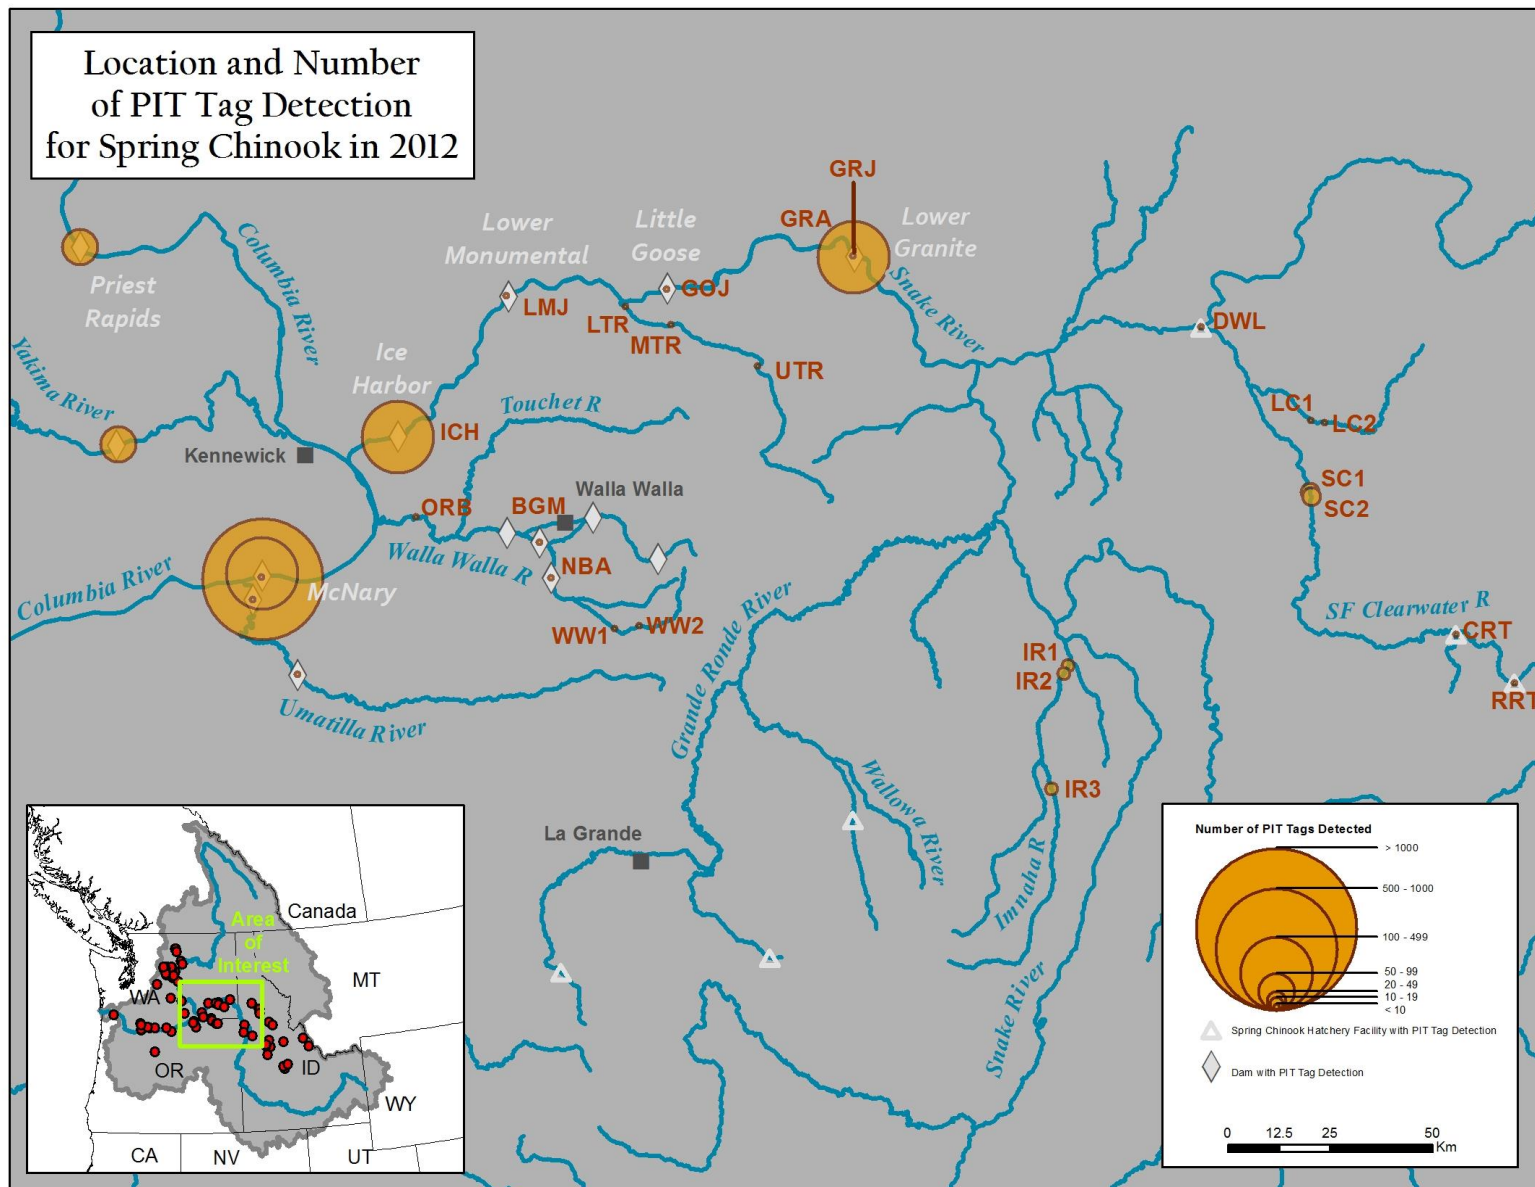 Location and Number
of PIT Tag Detection
for Spring Chinook in 2012
GRJ
GRA
Lower
Granite
Little
Goose
Lower
Monumental
Columbia River
Priest
Rapids
Snake River
GOJ
LMJ
LTR
MTR
UTR
DWL
Ice
Harbor
Yakima River
Touchet R
ICH
LC1
LC2
Kennewick
SC1
SC2
Walla Walla
ORB
BGM
Walla Walla R
NBA
Columbia River
McNary
WW1
WW2
SF Clearwater R
CRT
RRT
IR1
IR2
Grande Ronde River
Umatilla River
Wallowa River
IR3
La Grande
Imnaha R
Snake River
Canada
Area
of
Interest
MT
WA
OR
ID
WY
CA
NV
UT
Number of PIT Tags Detected
> 1000
500 - 1000
100 - 499
50 - 99
20 - 49
10 - 19
< 10
Spring Chinook Hatchery Facility with PIT Tag Detection
Dam with PIT Tag Detection
0 12.5 25 50
Km